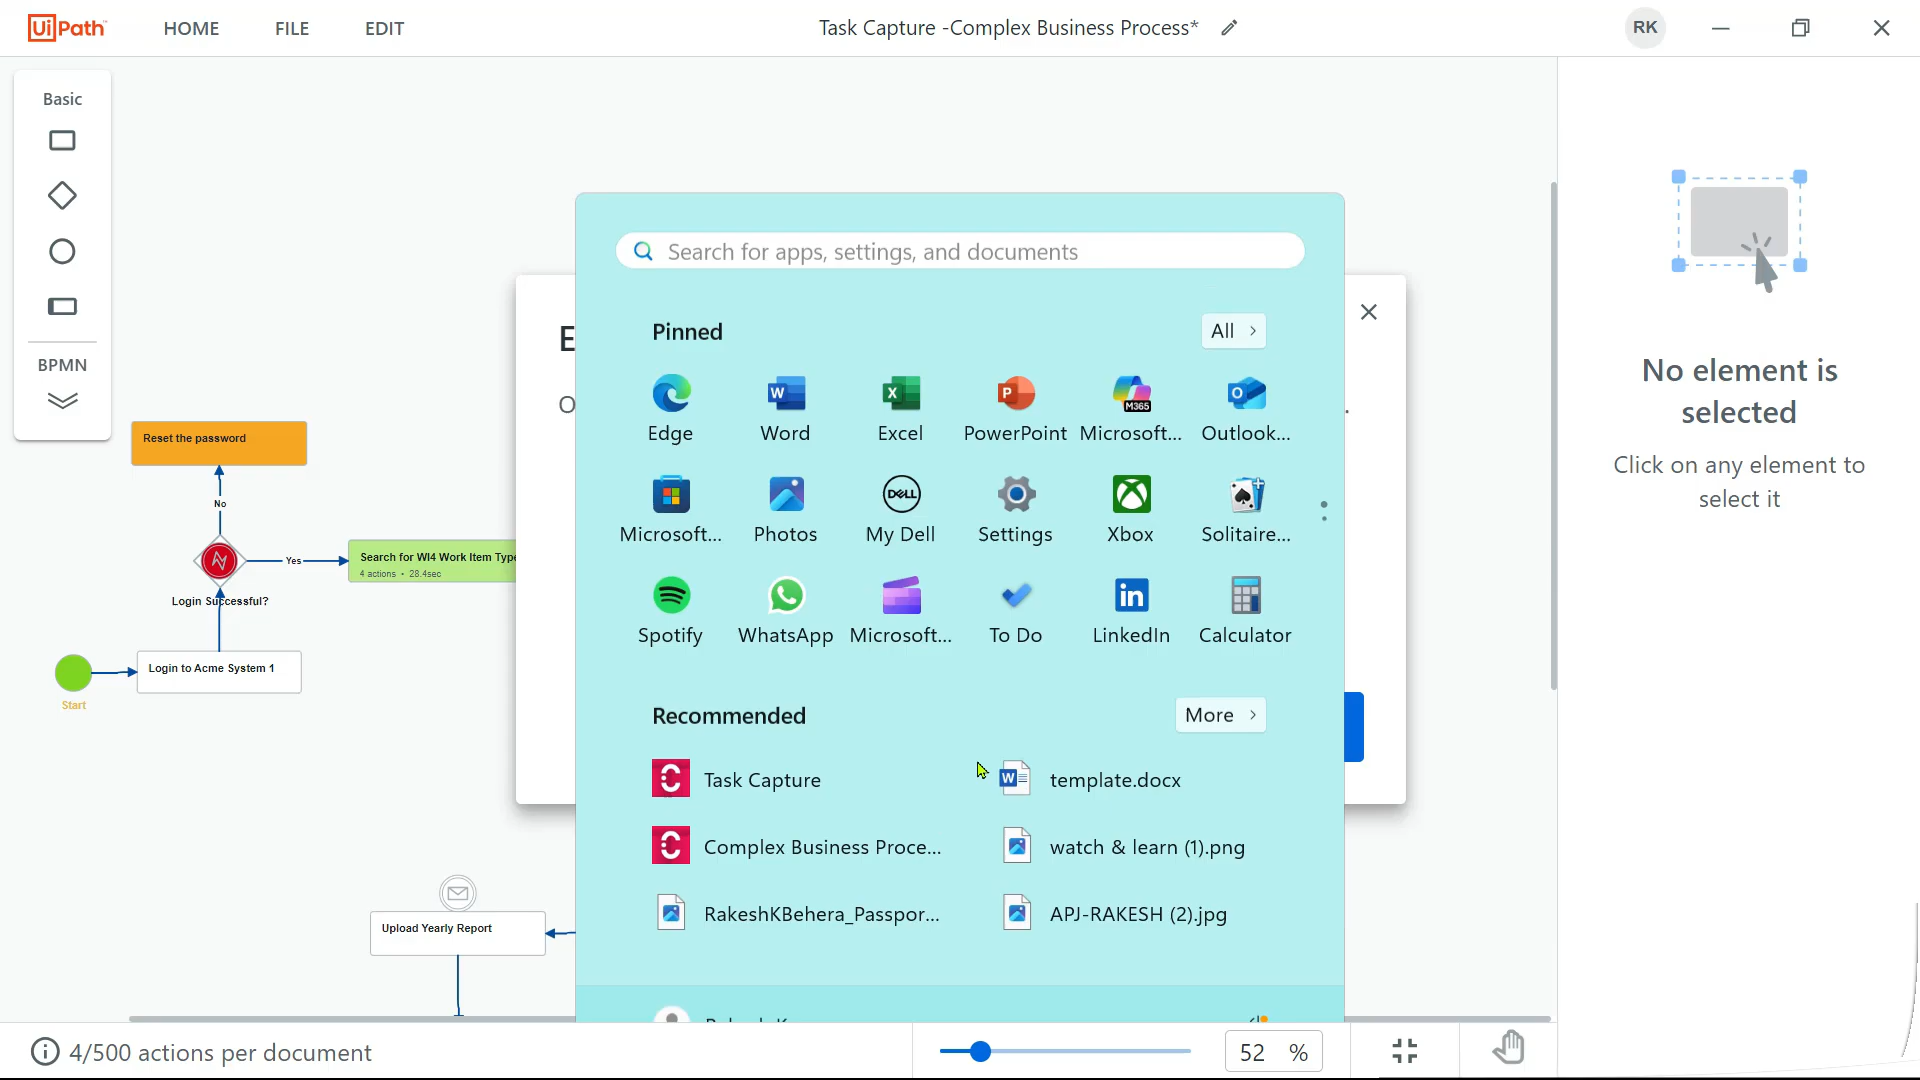 UiPath
HOME
FILE
EDIT
Task Capture -Complex Business Process*
RK
Basic
BPMN
Reset the password
No
Yes
Search for WI4 Work Item Type
4 actions • 28.4sec
Login Successful?
Login to Acme System 1
Start
Upload Yearly Report
Search for apps, settings, and documents
Pinned
All
Edge
Word
Excel
PowerPoint
M365
Microsoft...
Outlook...
Microsoft...
Photos
DELL
My Dell
Settings
Xbox
Solitaire...
Spotify
WhatsApp
Microsoft...
To Do
LinkedIn
Calculator
Recommended
More
Task Capture
template.docx
Complex Business Proce...
watch & learn (1).png
RakeshKBehera_Passpor...
APJ-RAKESH (2).jpg
No element is
selected
Click on any element to
select it
4/500 actions per document
52 %